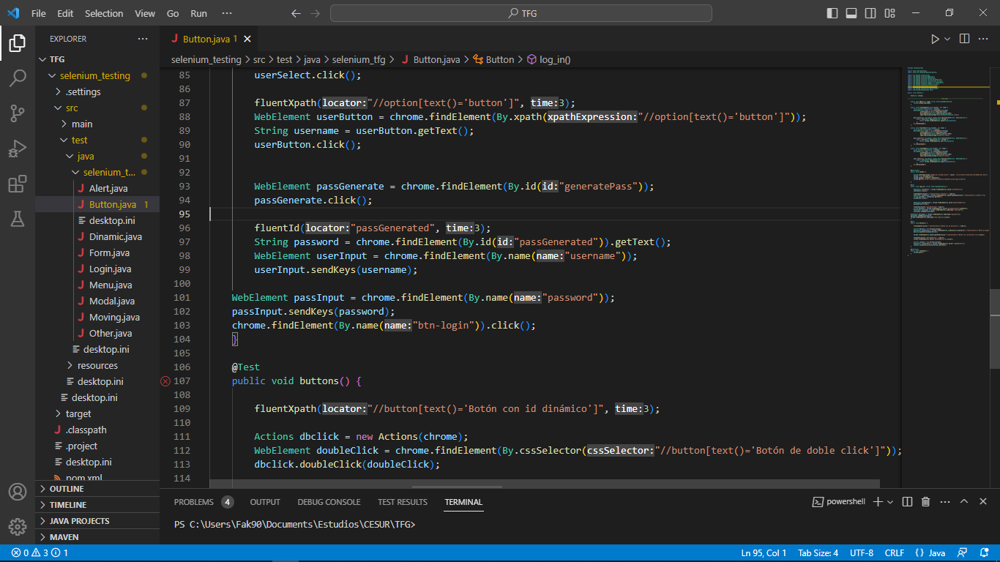 File Edit Selection View Go Run ··· TFG
EXPLORER ···
TFG
selenium_testing
.settings
src
main
test
java
selenium_t...
Alert.java
Button.java 1
desktop.ini
Dinamic.java
Form.java
Login.java
Menu.java
Modal.java
Moving.java
Other.java
desktop.ini
resources
desktop.ini
desktop.ini
target
.classpath
.project
desktop.ini
pom.xml
OUTLINE
TIMELINE
JAVA PROJECTS
MAVEN
Button.java 1
selenium_testing > src > test > java > selenium_tfg > Button.java > Button > log_in()
85 userSelect.click();
86
87 fluentXpath(locator:"//option[text()='button']", time:3);
88 WebElement userButton = chrome.findElement(By.xpath(xpathExpression:"//option[text()='button']"));
89 String username = userButton.getText();
90 userButton.click();
91
92
93 WebElement passGenerate = chrome.findElement(By.id(id:"generatePass"));
94 passGenerate.click();
95
96 fluentId(locator:"passGenerated", time:3);
97 String password = chrome.findElement(By.id(id:"passGenerated")).getText();
98 WebElement userInput = chrome.findElement(By.name(name:"username"));
99 userInput.sendKeys(username);
100
101 WebElement passInput = chrome.findElement(By.name(name:"password"));
102 passInput.sendKeys(password);
103 chrome.findElement(By.name(name:"btn-login")).click();
104 }
105
106 @Test
107 public void buttons() {
108
109 fluentXpath(locator:"//button[text()='Botón con id dinámico']", time:3);
110
111 Actions dbclick = new Actions(chrome);
112 WebElement doubleClick = chrome.findElement(By.cssSelector(cssSelector:"//button[text()='Botón de doble click']"));
113 dbclick.doubleClick(doubleClick);
114
PROBLEMS 4 OUTPUT DEBUG CONSOLE TEST RESULTS TERMINAL powershell
PS C:\Users\Fak90\Documents\Estudios\CESUR\TFG>
0 3 1 Ln 95, Col 1 Tab Size: 4 UTF-8 CRLF {} Java